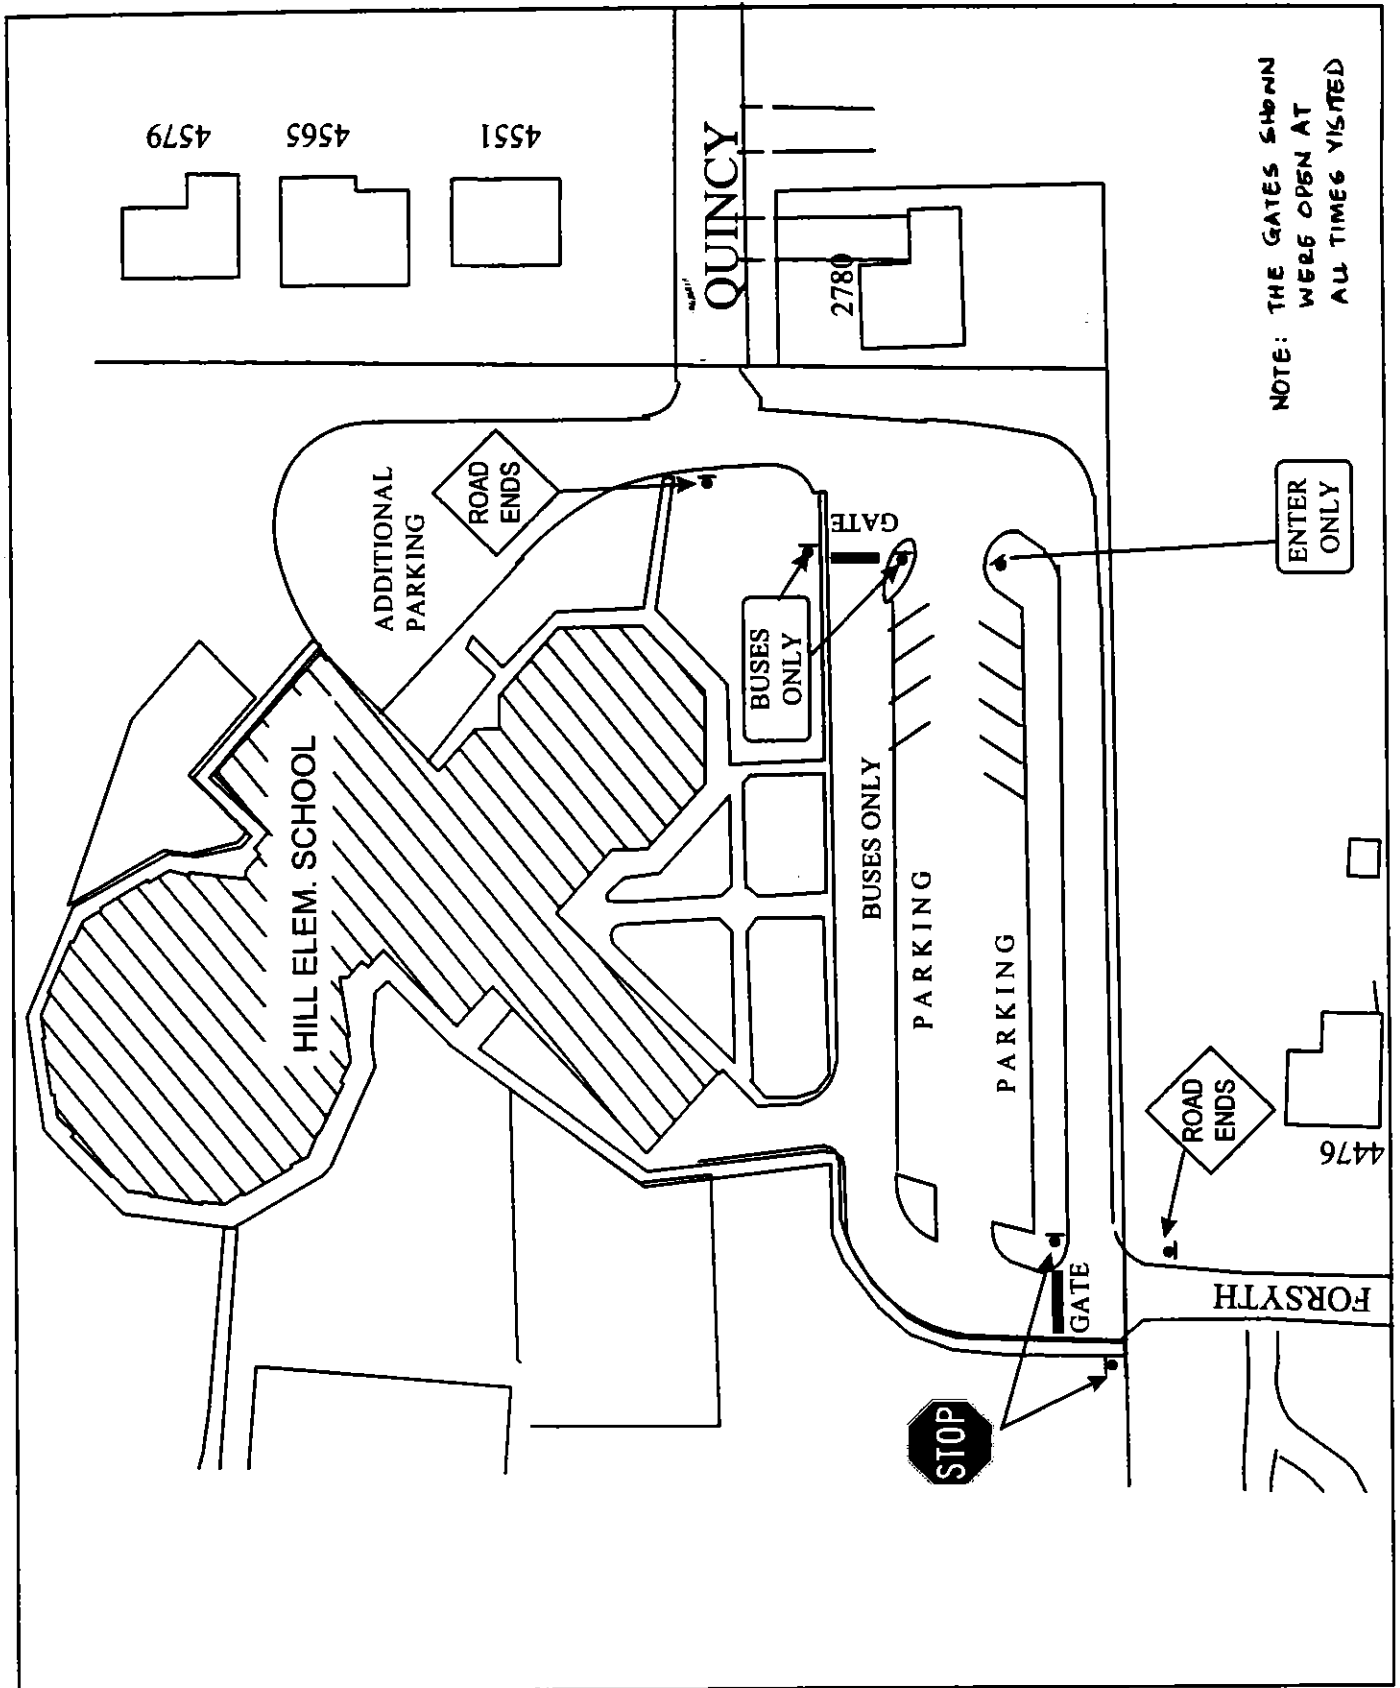 4579
4565
4551
QUINCY
2780
NOTE: THE GATES SHOWN
WERE OPEN AT
ALL TIMES VISITED
ADDITIONAL
PARKING
ROAD
ENDS
GATE
BUSES
ONLY
ENTER
ONLY
HILL ELEM. SCHOOL
BUSES ONLY
PARKING
PARKING
ROAD
ENDS
4476
GATE
FORSYTH
STOP